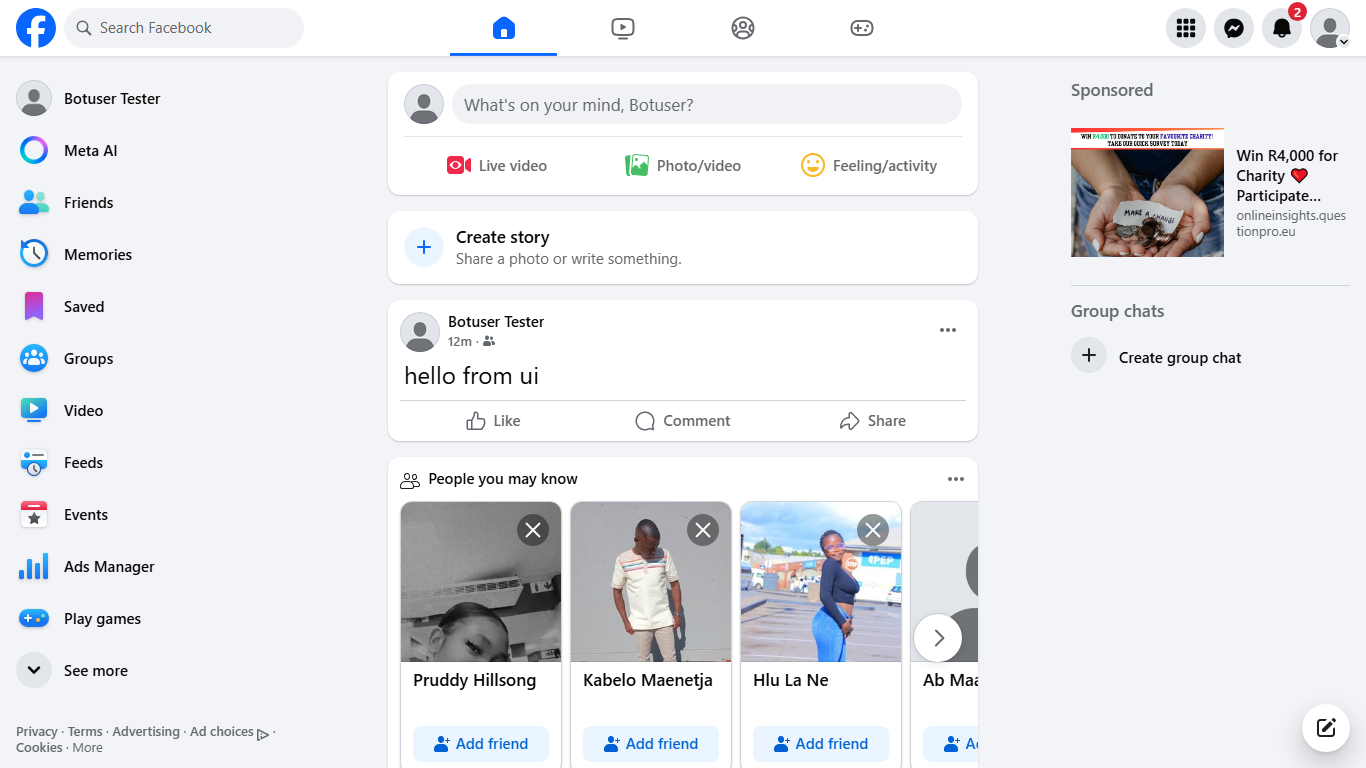 Search Facebook
2
Botuser Tester
Meta AI
Friends
Memories
Saved
Groups
Video
Feeds
Events
Ads Manager
Play games
See more
Privacy · Terms · Advertising · Ad choices ·
Cookies · More
What's on your mind, Botuser?
Live video
Photo/video
Feeling/activity
Create story
Share a photo or write something.
Botuser Tester
12m ·
hello from ui
Like
Comment
Share
People you may know
STOP
PEP
Pruddy Hillsong
Kabelo Maenetja
Hlu La Ne
Ab Maa
Add friend
Add friend
Add friend
Sponsored
WIN R4,000 TO DONATE TO YOUR FAVOURITE CHARITY!
TAKE OUR QUICK SURVEY TODAY
MAKE A CHANGE
Win R4,000 for
Charity ❤️
Participate...
onlineinsights.ques
tionpro.eu
Group chats
Create group chat